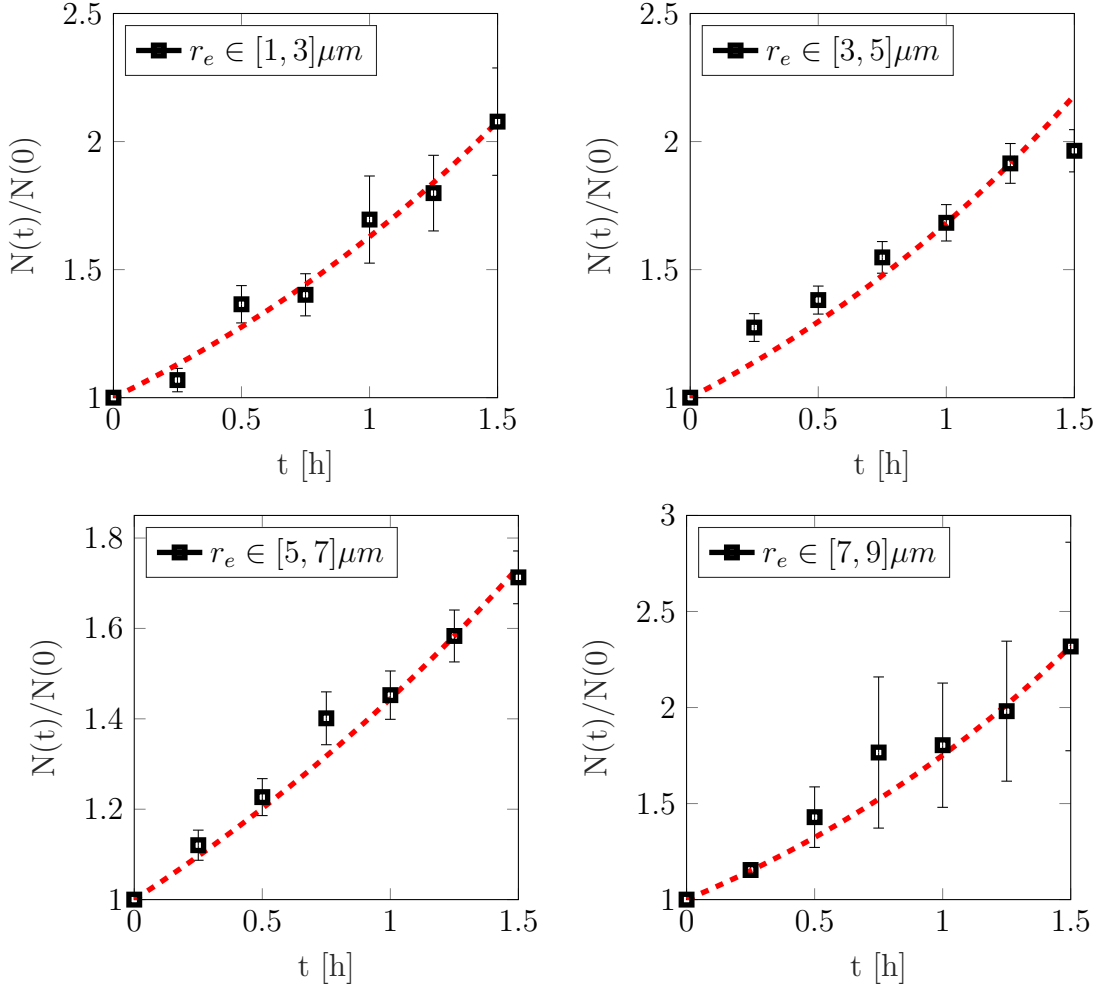 2.5
2
1.5
1
N(t)/N(0)
r_e ∈ [1, 3]μm
0 0.5 1 1.5
t [h]
2.5
2
1.5
1
N(t)/N(0)
r_e ∈ [3, 5]μm
0 0.5 1 1.5
t [h]
1.8
1.6
1.4
1.2
1
N(t)/N(0)
r_e ∈ [5, 7]μm
0 0.5 1 1.5
t [h]
3
2.5
2
1.5
1
N(t)/N(0)
r_e ∈ [7, 9]μm
0 0.5 1 1.5
t [h]